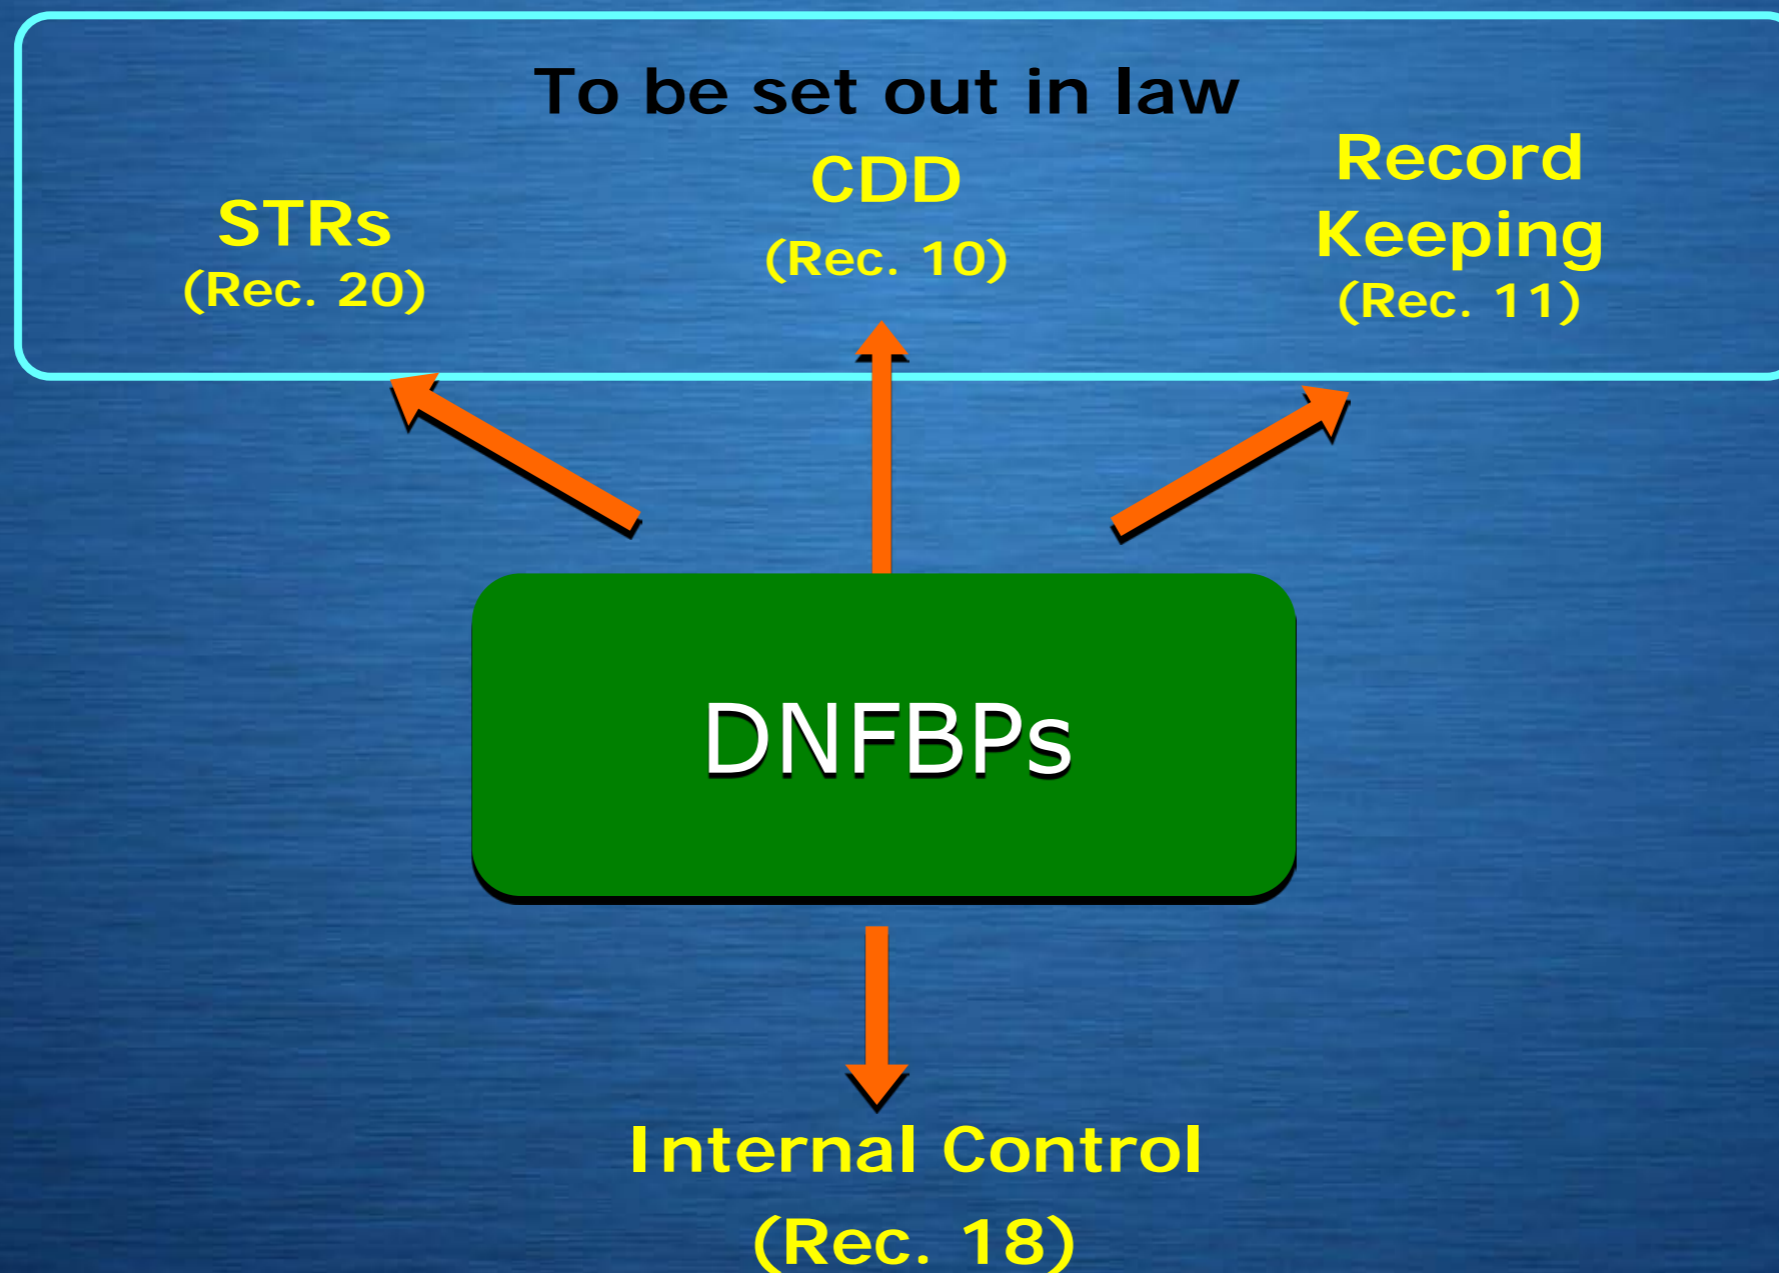 To be set out in law
STRs
(Rec. 20)
CDD
(Rec. 10)
Record
Keeping
(Rec. 11)
DNFBPs
Internal Control
(Rec. 18)